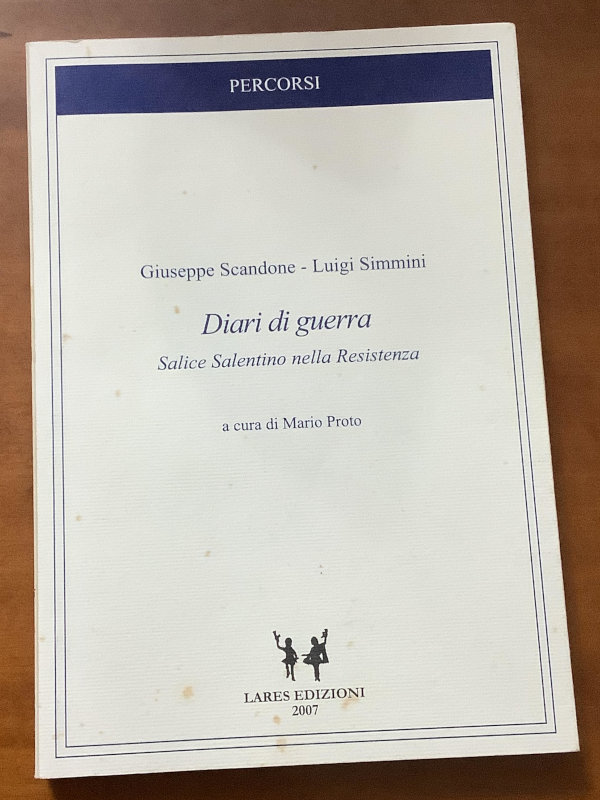 PERCORSI
Giuseppe Scandone - Luigi Simmini
Diari di guerra
Salice Salentino nella Resistenza
a cura di Mario Proto
LARES EDIZIONI
2007